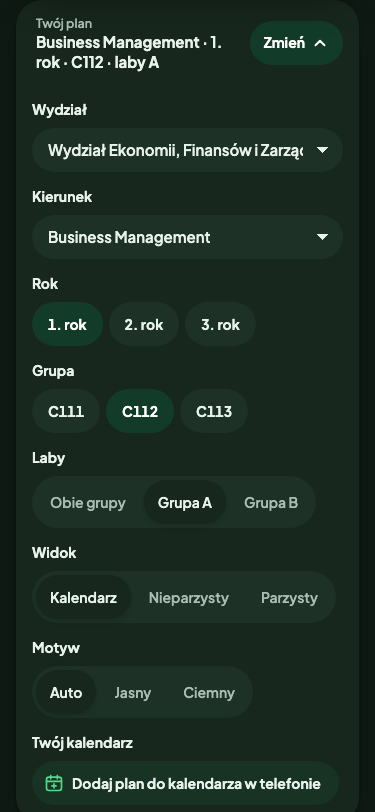 Twój plan
Business Management · 1.
rok · C112 · laby A
Zmień
Wydział
Wydział Ekonomii, Finansów i Zarząd
Kierunek
Business Management
Rok
1. rok 2. rok 3. rok
Grupa
C111 C112 C113
Laby
Obie grupy Grupa A Grupa B
Widok
Kalendarz Nieparzysty Parzysty
Motyw
Auto Jasny Ciemny
Twój kalendarz
Dodaj plan do kalendarza w telefonie